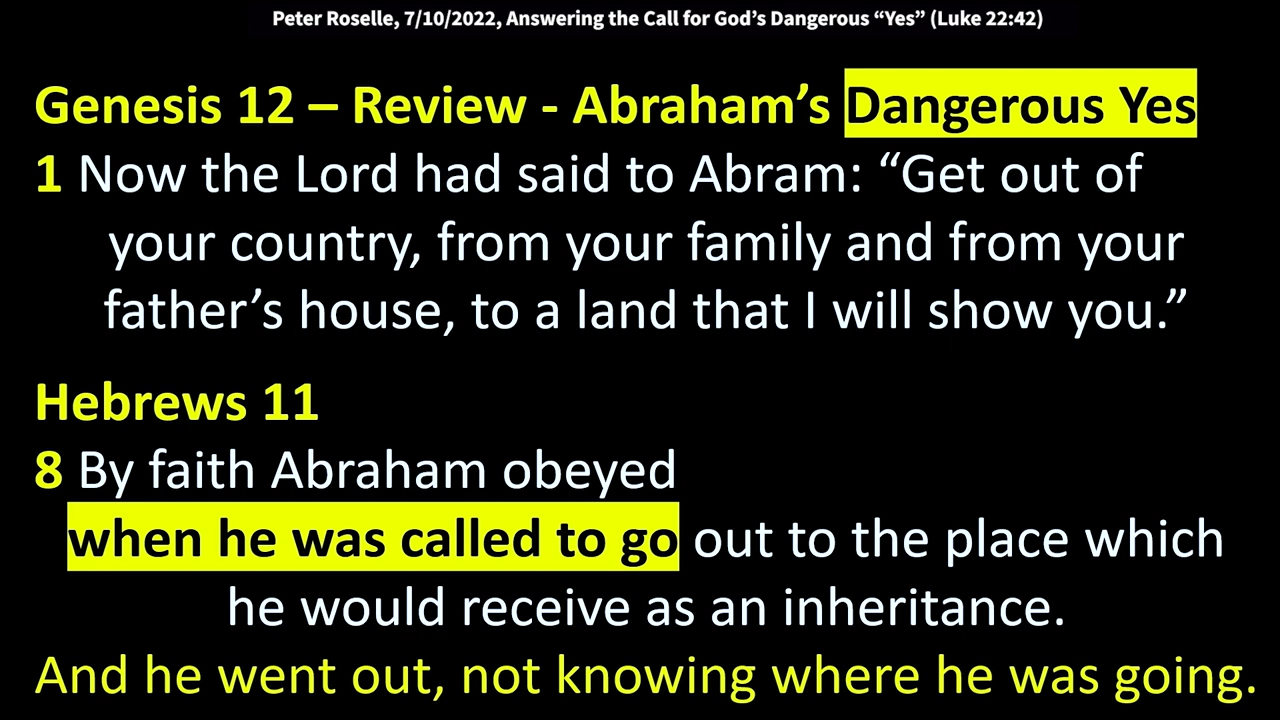 Peter Roselle, 7/10/2022, Answering the Call for God’s Dangerous “Yes” (Luke 22:42)
Genesis 12 – Review - Abraham’s Dangerous Yes
1 Now the Lord had said to Abram: “Get out of
your country, from your family and from your
father’s house, to a land that I will show you.”
Hebrews 11
8 By faith Abraham obeyed
when he was called to go out to the place which
he would receive as an inheritance.
And he went out, not knowing where he was going.